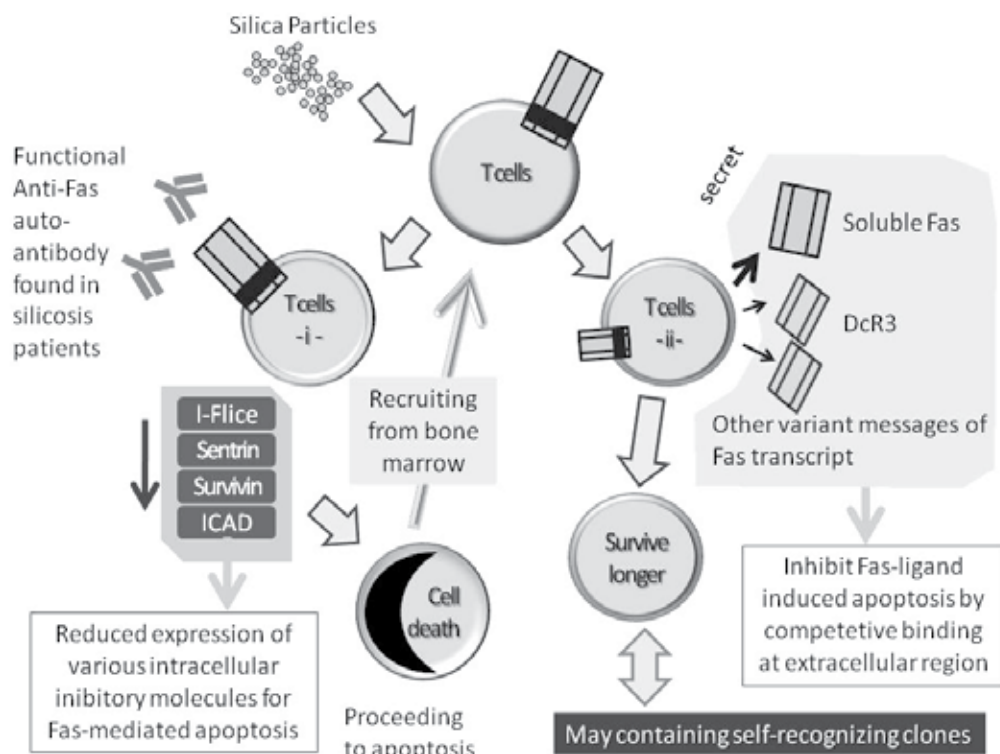 Silica Particles
Tcells
secret
Functional
Anti-Fas
auto-
antibody
found in
silicosis
patients
Tcells
-i-
Tcells
-ii-
Soluble Fas
DcR3
Other variant messages of
Fas transcript
I-Flice
Sentrin
Survivin
ICAD
Recruiting
from bone
marrow
Cell
death
Survive
longer
Reduced expression of
various intracellular
inibitory molecules for
Fas-mediated apoptosis
Proceeding
to apoptosis
Inhibit Fas-ligand
induced apoptosis by
competetive binding
at extracellular region
May containing self-recognizing clones